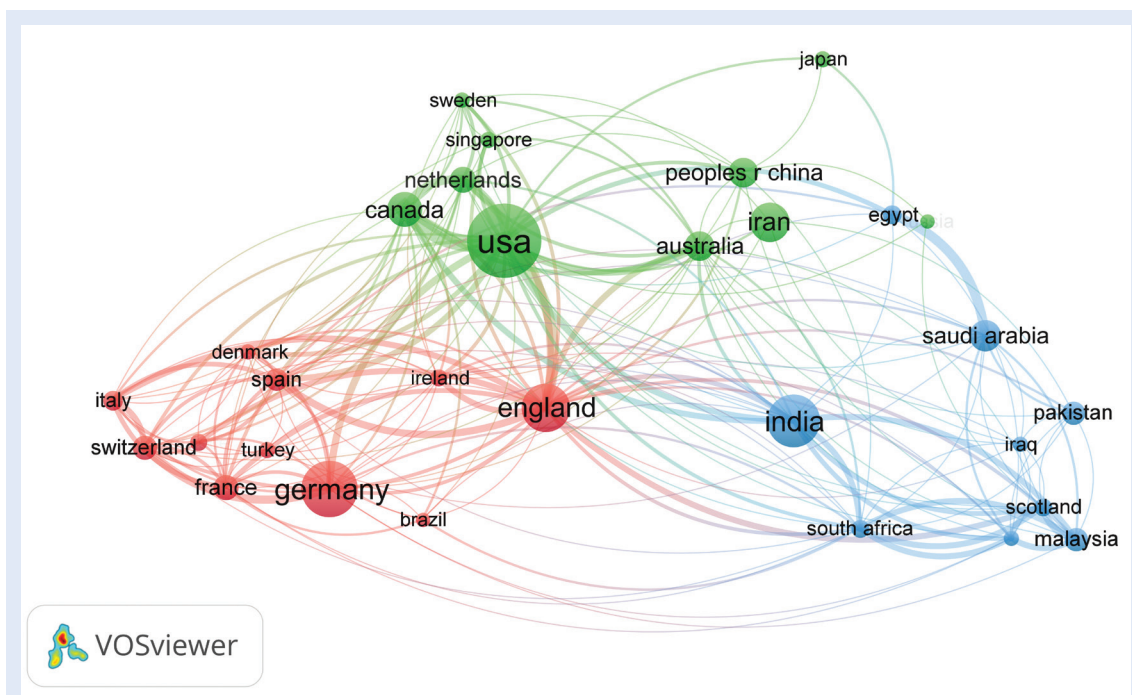 japan
sweden
singapore
peoples r china
netherlands
canada
iran
egypt
usa
australia
saudi arabia
denmark
spain
ireland
italy
england
pakistan
india
switzerland
turkey
iraq
france
germany
scotland
brazil
south africa
malaysia
VOSviewer